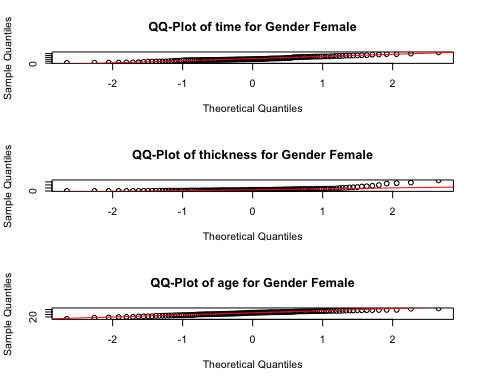 QQ-Plot of time for Gender Female
Sample Quantiles
0
-2 -1 0 1 2
Theoretical Quantiles
QQ-Plot of thickness for Gender Female
Sample Quantiles
0
-2 -1 0 1 2
Theoretical Quantiles
QQ-Plot of age for Gender Female
Sample Quantiles
20
-2 -1 0 1 2
Theoretical Quantiles